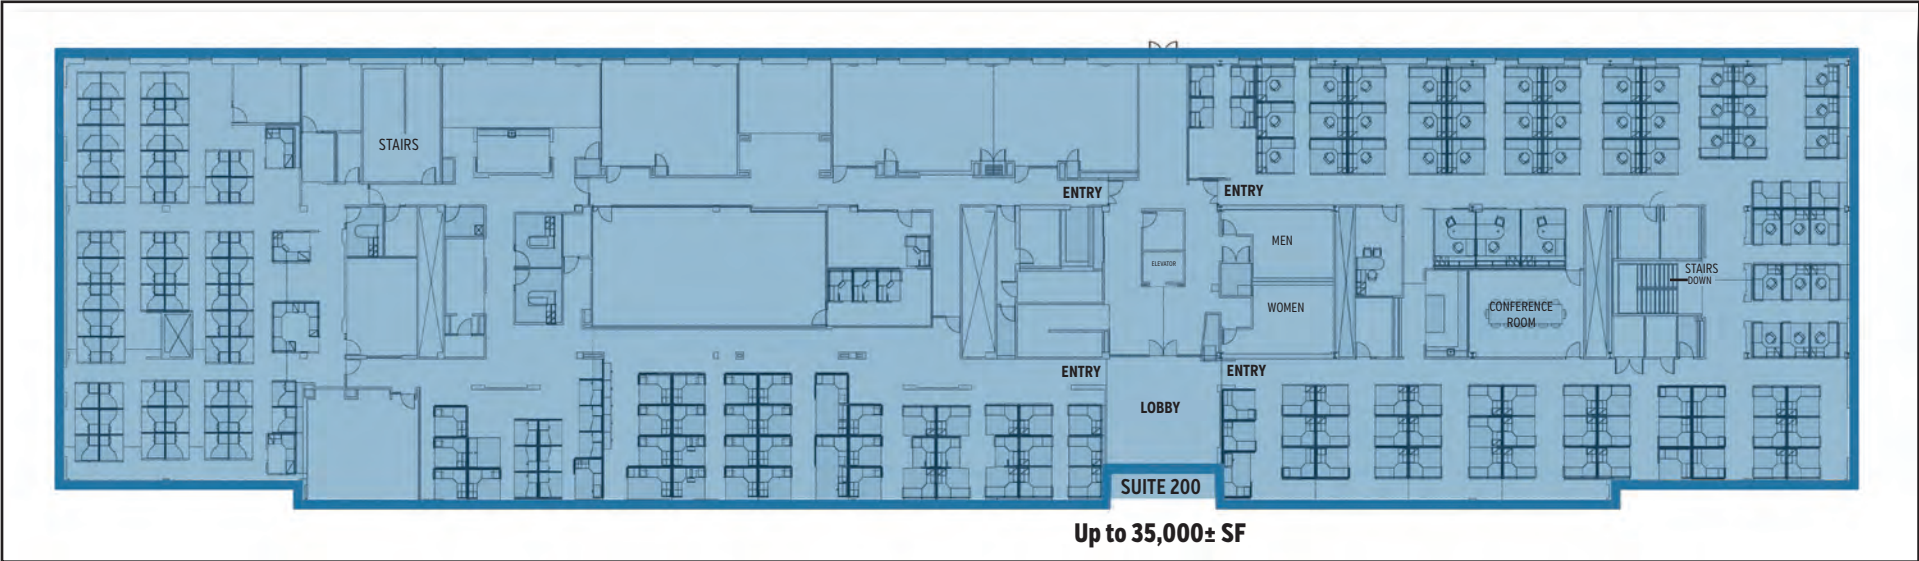 STAIRS
ENTRY
ENTRY
MEN
ELEVATOR
STAIRS
DOWN
WOMEN
CONFERENCE
ROOM
ENTRY
ENTRY
LOBBY
SUITE 200
Up to 35,000± SF